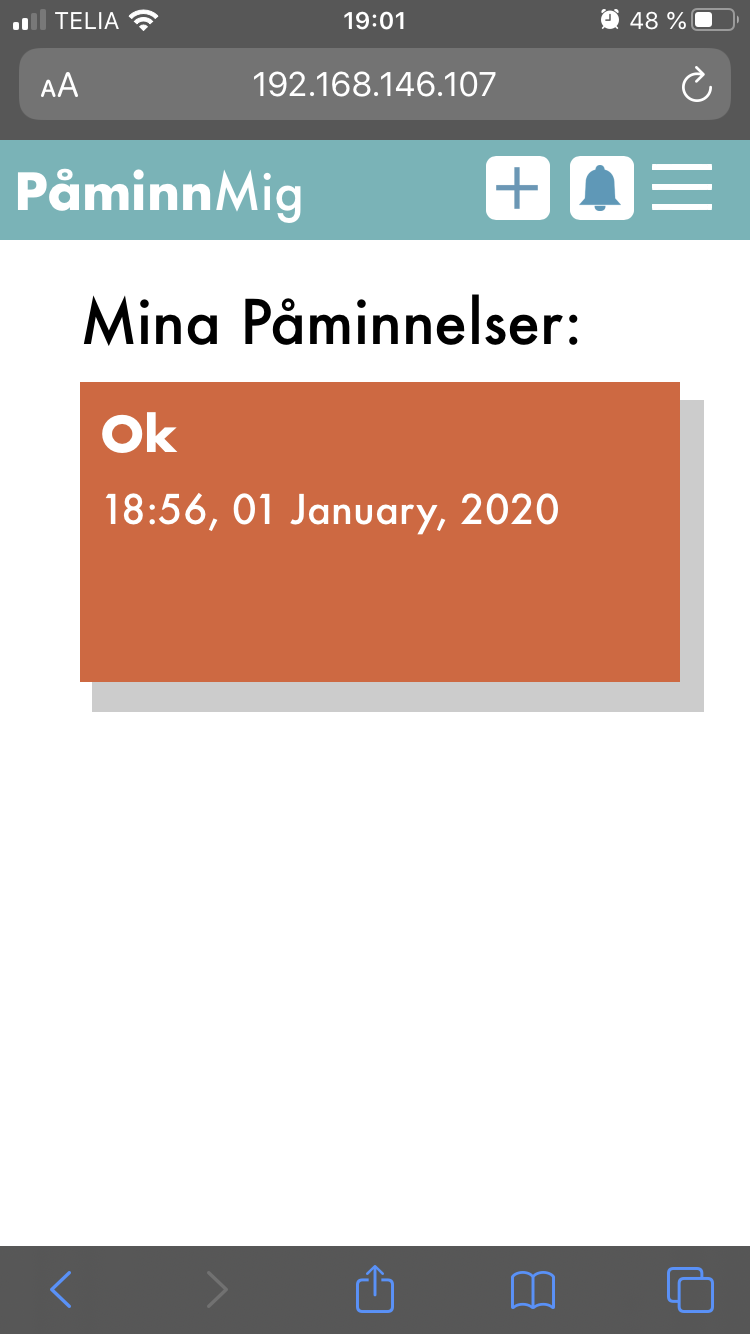 TELIA 19:01 48 %
AA 192.168.146.107
PåminnMig
Mina Påminnelser:
Ok
18:56, 01 January, 2020